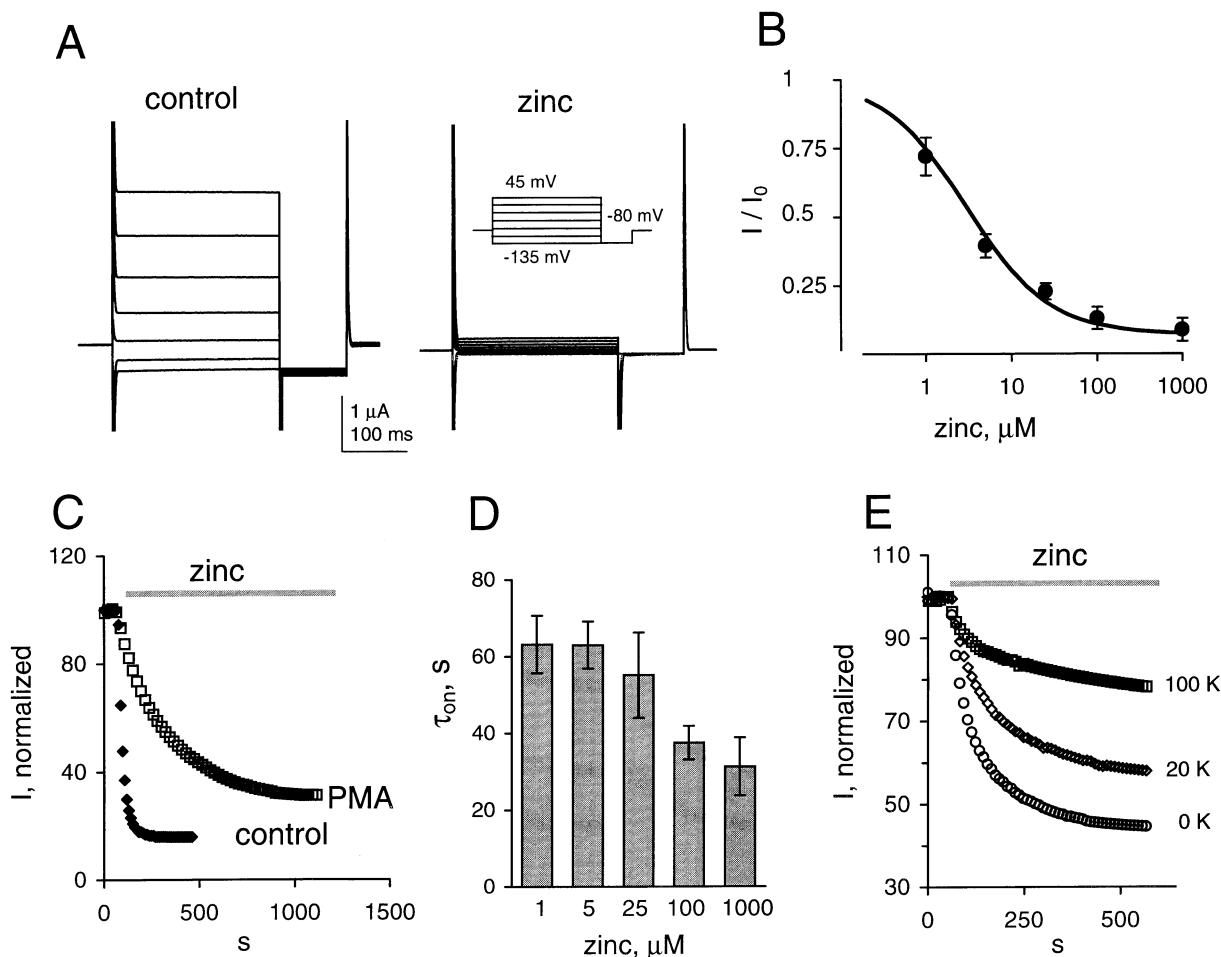 A
control
zinc
45 mV
-80 mV
-135 mV
1 μA
100 ms
B
I / I0
1
0.75
0.5
0.25
1 10 100 1000
zinc, μM
C
zinc
I, normalized
120
80
40
0
PMA
control
0 500 1000 1500
s
D
τon, s
80
60
40
20
0
1 5 25 100 1000
zinc, μM
E
zinc
I, normalized
110
90
70
50
30
100 K
20 K
0 K
0 250 500
s